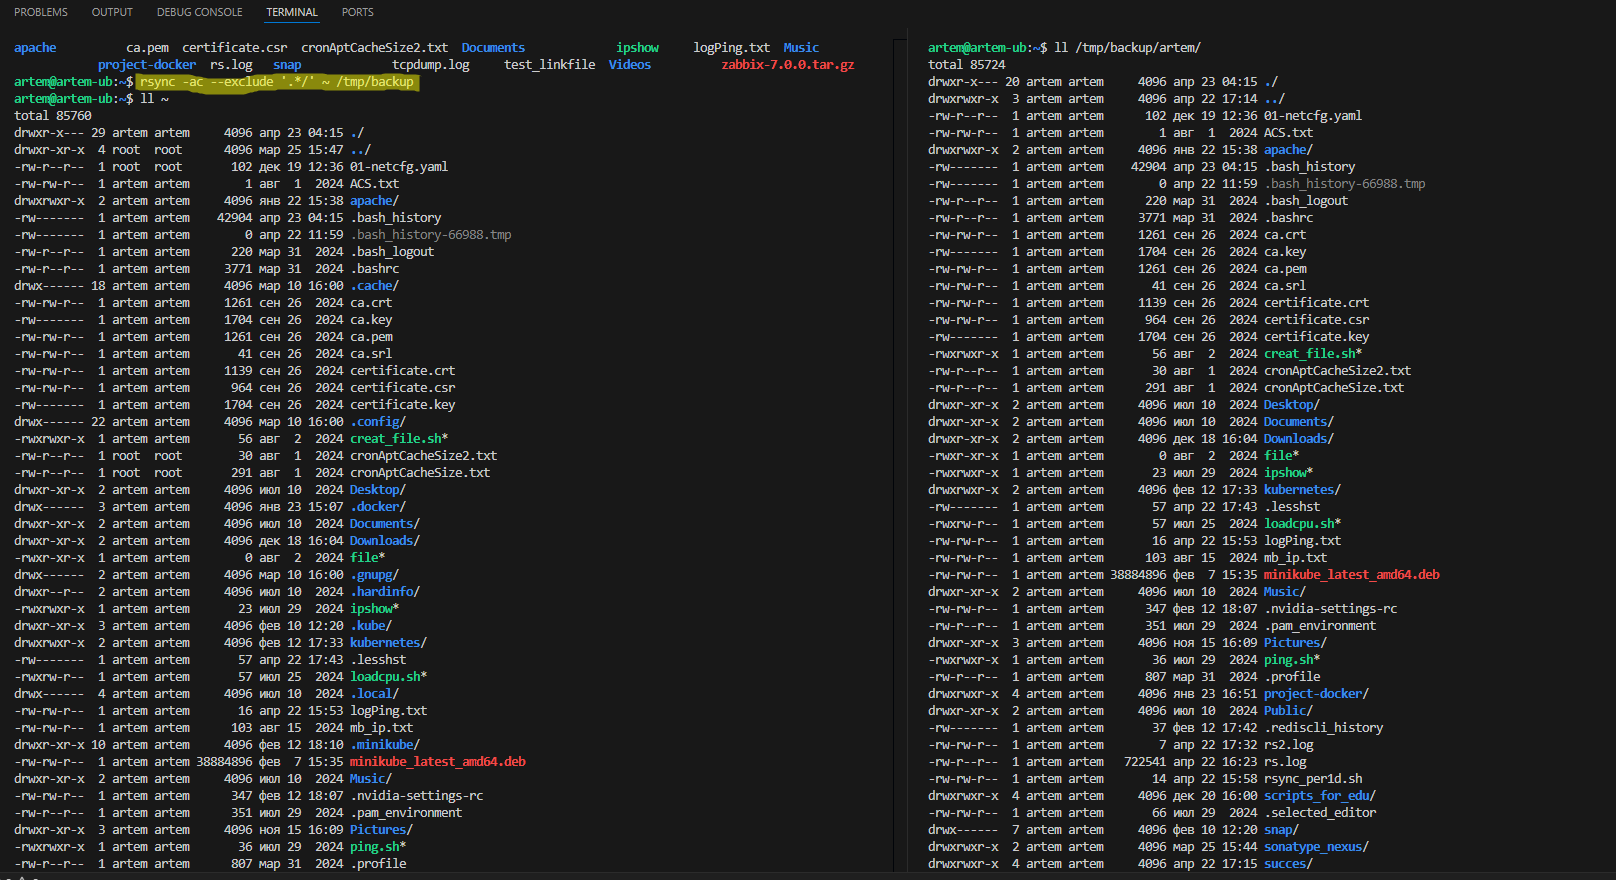 PROBLEMS OUTPUT DEBUG CONSOLE TERMINAL PORTS
apache ca.pem certificate.csr cronAptCacheSize2.txt Documents ipshow logPing.txt Music
project-docker rs.log snap tcpdump.log test_linkfile Videos zabbix-7.0.0.tar.gz
artem@artem-ub:~$ rsync -ac --exclude '.*/' ~ /tmp/backup
artem@artem-ub:~$ ll ~
total 85760
drwxr-x--- 29 artem artem 4096 апр 23 04:15 ./
drwxr-xr-x 4 root root 4096 мар 25 15:47 ../
-rw-r--r-- 1 root root 102 дек 19 12:36 01-netcfg.yaml
-rw-rw-r-- 1 artem artem 1 авг 1 2024 ACS.txt
drwxrwxr-x 2 artem artem 4096 янв 22 15:38 apache/
-rw------- 1 artem artem 42904 апр 23 04:15 .bash_history
-rw------- 1 artem artem 0 апр 22 11:59 .bash_history-66988.tmp
-rw-r--r-- 1 artem artem 220 мар 31 2024 .bash_logout
-rw-r--r-- 1 artem artem 3771 мар 31 2024 .bashrc
drwx------ 18 artem artem 4096 мар 10 16:00 .cache/
-rw-rw-r-- 1 artem artem 1261 сен 26 2024 ca.crt
-rw------- 1 artem artem 1704 сен 26 2024 ca.key
-rw-rw-r-- 1 artem artem 1261 сен 26 2024 ca.pem
-rw-rw-r-- 1 artem artem 41 сен 26 2024 ca.srl
-rw-rw-r-- 1 artem artem 1139 сен 26 2024 certificate.crt
-rw-rw-r-- 1 artem artem 964 сен 26 2024 certificate.csr
-rw------- 1 artem artem 1704 сен 26 2024 certificate.key
drwx------ 22 artem artem 4096 мар 10 16:00 .config/
-rwxrwxr-x 1 artem artem 56 авг 2 2024 creat_file.sh*
-rw-r--r-- 1 root root 30 авг 1 2024 cronAptCacheSize2.txt
-rw-r--r-- 1 root root 291 авг 1 2024 cronAptCacheSize.txt
drwxr-xr-x 2 artem artem 4096 июл 10 2024 Desktop/
drwx------ 3 artem artem 4096 янв 23 15:07 .docker/
drwxr-xr-x 2 artem artem 4096 июл 10 2024 Documents/
drwxr-xr-x 2 artem artem 4096 дек 18 16:04 Downloads/
-rwxr-xr-x 1 artem artem 0 авг 2 2024 file*
drwx------ 2 artem artem 4096 мар 10 16:00 .gnupg/
drwxr--r-- 2 artem artem 4096 июл 10 2024 .hardinfo/
-rwxrwxr-x 1 artem artem 23 июл 29 2024 ipshow*
drwxr-x--- 3 artem artem 4096 фев 10 12:20 .kube/
drwxrwxr-x 2 artem artem 4096 фев 12 17:33 kubernetes/
-rw------- 1 artem artem 57 апр 22 17:43 .lesshst
-rwxrw-r-- 1 artem artem 57 июл 25 2024 loadcpu.sh*
drwx------ 4 artem artem 4096 июл 10 2024 .local/
-rw-rw-r-- 1 artem artem 16 апр 22 15:53 logPing.txt
-rw-rw-r-- 1 artem artem 103 авг 15 2024 mb_ip.txt
drwxr-xr-x 10 artem artem 4096 фев 12 18:10 .minikube/
-rw-rw-r-- 1 artem artem 38884896 фев 7 15:35 minikube_latest_amd64.deb
drwxr-xr-x 2 artem artem 4096 июл 10 2024 Music/
-rw-rw-r-- 1 artem artem 347 фев 12 18:07 .nvidia-settings-rc
-rw-r--r-- 1 artem artem 351 июл 29 2024 .pam_environment
drwxr-xr-x 3 artem artem 4096 ноя 15 16:09 Pictures/
-rwxrwxr-x 1 artem artem 36 июл 29 2024 ping.sh*
-rw-r--r-- 1 artem artem 807 мар 31 2024 .profile
artem@artem-ub:~$ ll /tmp/backup/artem/
total 85724
drwxr-x--- 20 artem artem 4096 апр 23 04:15 ./
drwxrwxr-x 3 artem artem 4096 апр 22 17:14 ../
-rw-r--r-- 1 artem artem 102 дек 19 12:36 01-netcfg.yaml
-rw-rw-r-- 1 artem artem 1 авг 1 2024 ACS.txt
drwxrwxr-x 2 artem artem 4096 янв 22 15:38 apache/
-rw------- 1 artem artem 42904 апр 23 04:15 .bash_history
-rw------- 1 artem artem 0 апр 22 11:59 .bash_history-66988.tmp
-rw-r--r-- 1 artem artem 220 мар 31 2024 .bash_logout
-rw-r--r-- 1 artem artem 3771 мар 31 2024 .bashrc
-rw-rw-r-- 1 artem artem 1261 сен 26 2024 ca.crt
-rw------- 1 artem artem 1704 сен 26 2024 ca.key
-rw-rw-r-- 1 artem artem 1261 сен 26 2024 ca.pem
-rw-rw-r-- 1 artem artem 41 сен 26 2024 ca.srl
-rw-rw-r-- 1 artem artem 1139 сен 26 2024 certificate.crt
-rw-rw-r-- 1 artem artem 964 сен 26 2024 certificate.csr
-rw------- 1 artem artem 1704 сен 26 2024 certificate.key
-rwxrwxr-x 1 artem artem 56 авг 2 2024 creat_file.sh*
-rw-r--r-- 1 artem artem 30 авг 1 2024 cronAptCacheSize2.txt
-rw-r--r-- 1 artem artem 291 авг 1 2024 cronAptCacheSize.txt
drwxr-xr-x 2 artem artem 4096 июл 10 2024 Desktop/
drwxr-xr-x 2 artem artem 4096 июл 10 2024 Documents/
drwxr-xr-x 2 artem artem 4096 дек 18 16:04 Downloads/
-rwxr-xr-x 1 artem artem 0 авг 2 2024 file*
-rwxrwxr-x 1 artem artem 23 июл 29 2024 ipshow*
drwxrwxr-x 2 artem artem 4096 фев 12 17:33 kubernetes/
-rw------- 1 artem artem 57 апр 22 17:43 .lesshst
-rwxrw-r-- 1 artem artem 57 июл 25 2024 loadcpu.sh*
-rw-rw-r-- 1 artem artem 16 апр 22 15:53 logPing.txt
-rw-rw-r-- 1 artem artem 103 авг 15 2024 mb_ip.txt
-rw-rw-r-- 1 artem artem 38884896 фев 7 15:35 minikube_latest_amd64.deb
drwxr-xr-x 2 artem artem 4096 июл 10 2024 Music/
-rw-rw-r-- 1 artem artem 347 фев 12 18:07 .nvidia-settings-rc
-rw-r--r-- 1 artem artem 351 июл 29 2024 .pam_environment
drwxr-xr-x 3 artem artem 4096 ноя 15 16:09 Pictures/
-rwxrwxr-x 1 artem artem 36 июл 29 2024 ping.sh*
-rw-r--r-- 1 artem artem 807 мар 31 2024 .profile
drwxrwxr-x 4 artem artem 4096 янв 23 16:51 project-docker/
drwxr-xr-x 2 artem artem 4096 июл 10 2024 Public/
-rw------- 1 artem artem 37 фев 12 17:42 .rediscli_history
-rw-rw-r-- 1 artem artem 7 апр 22 17:32 rs2.log
-rw-rw-r-- 1 artem artem 722541 апр 22 16:23 rs.log
-rw-rw-r-- 1 artem artem 14 апр 22 15:58 rsync_per1d.sh
drwxrwxr-x 4 artem artem 4096 дек 20 16:00 scripts_for_edu/
-rw-rw-r-- 1 artem artem 66 июл 29 2024 .selected_editor
drwx------ 7 artem artem 4096 фев 10 12:20 snap/
drwxrwxr-x 2 artem artem 4096 мар 25 15:44 sonatype_nexus/
drwxrwxr-x 4 artem artem 4096 апр 22 17:15 succes/